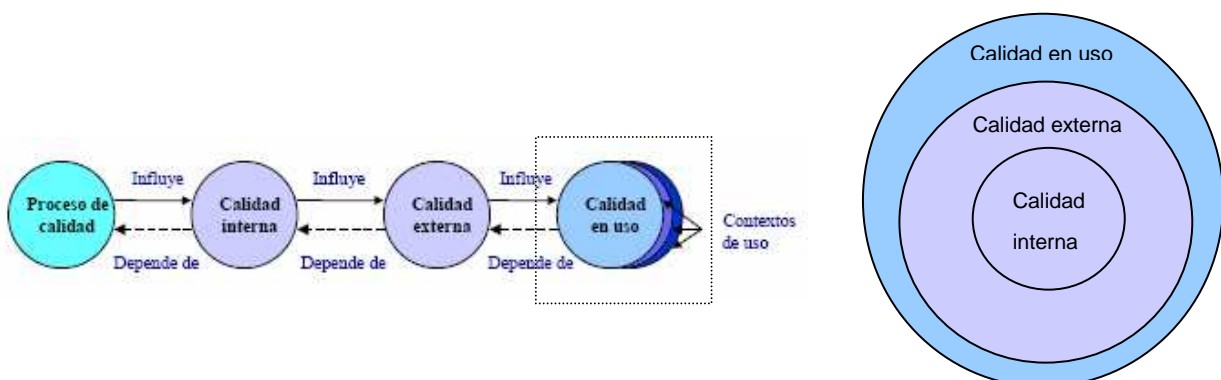 Influye
Influye
Influye
Proceso de
calidad
Calidad
interna
Calidad
externa
Calidad
en uso
Contextos
de uso
Depende de
Depende de
Depende de
Calidad en uso
Calidad externa
Calidad
interna